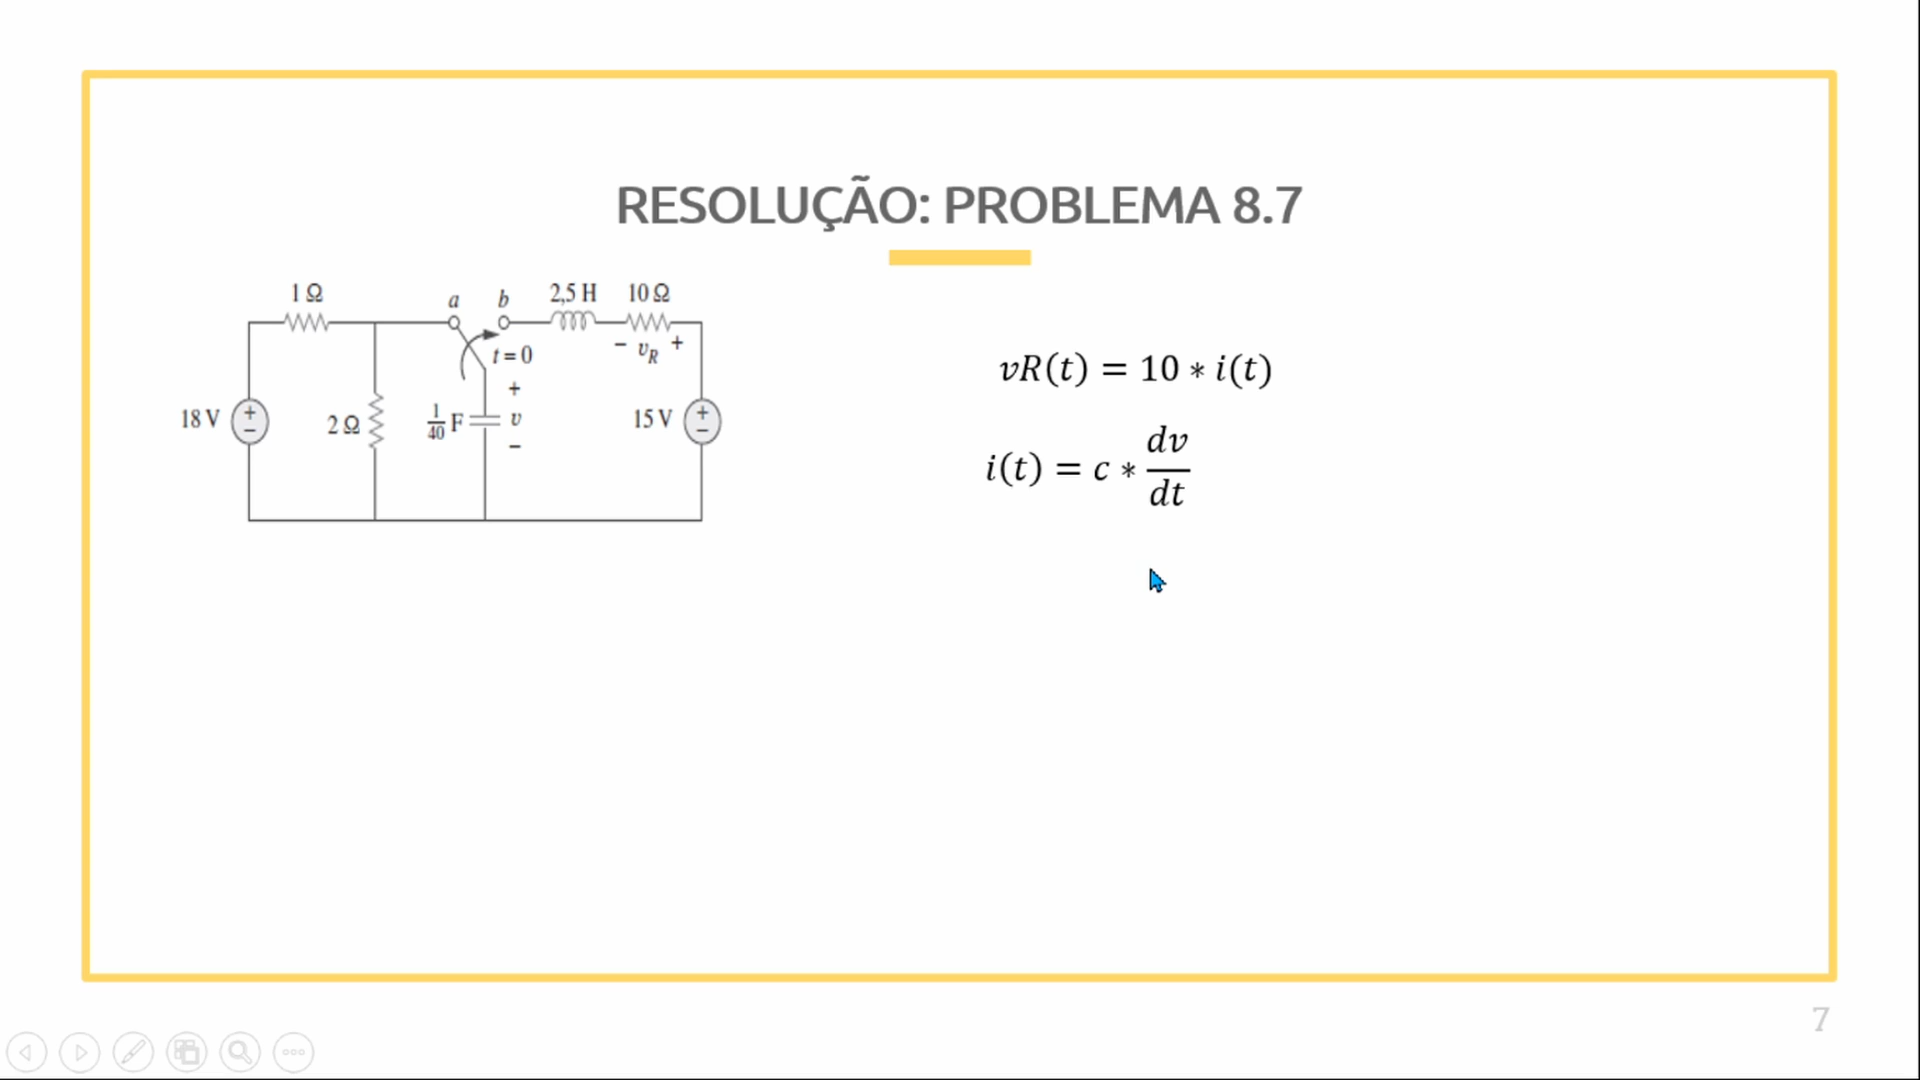 RESOLUÇÃO: PROBLEMA 8.7
1 Ω
a
b
2,5 H
10 Ω
t = 0
− vR +
18 V
+
−
2 Ω
1/40 F
+
v
−
15 V
+
−
vR(t) = 10 ∗ i(t)
i(t) = c ∗ dv/dt
7